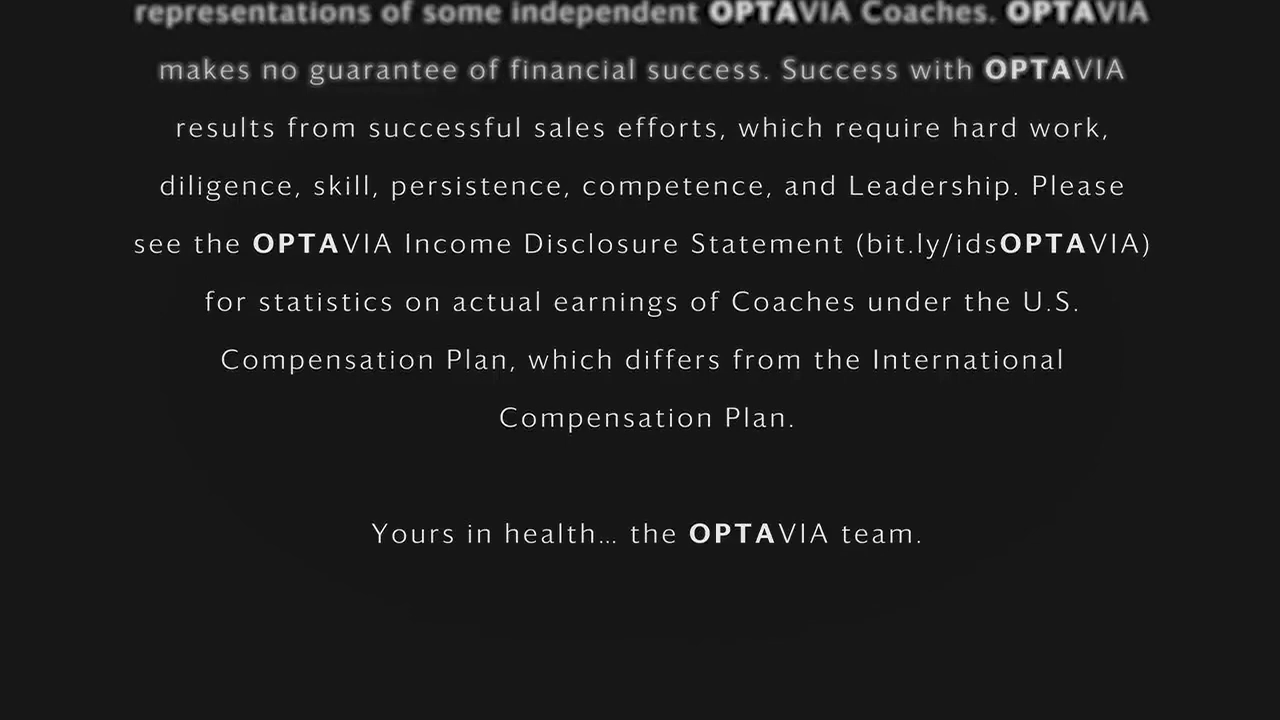 representations of some independent OPTAVIA Coaches. OPTAVIA
makes no guarantee of financial success. Success with OPTAVIA
results from successful sales efforts, which require hard work,
diligence, skill, persistence, competence, and Leadership. Please
see the OPTAVIA Income Disclosure Statement (bit.ly/idsOPTAVIA)
for statistics on actual earnings of Coaches under the U.S.
Compensation Plan, which differs from the International
Compensation Plan.
Yours in health… the OPTAVIA team.